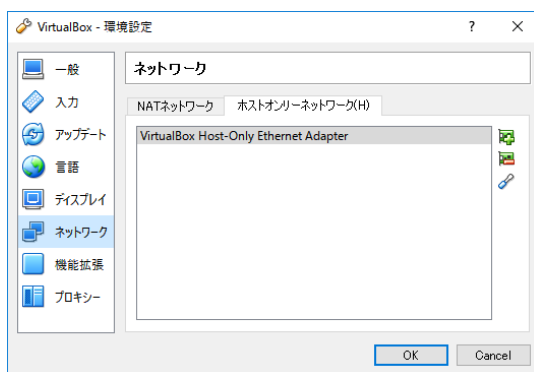 VirtualBox - 環境設定
?
一般
入力
アップデート
言語
ディスプレイ
ネットワーク
機能拡張
プロキシー
ネットワーク
NATネットワーク
ホストオンリーネットワーク(H)
VirtualBox Host-Only Ethernet Adapter
OK
Cancel